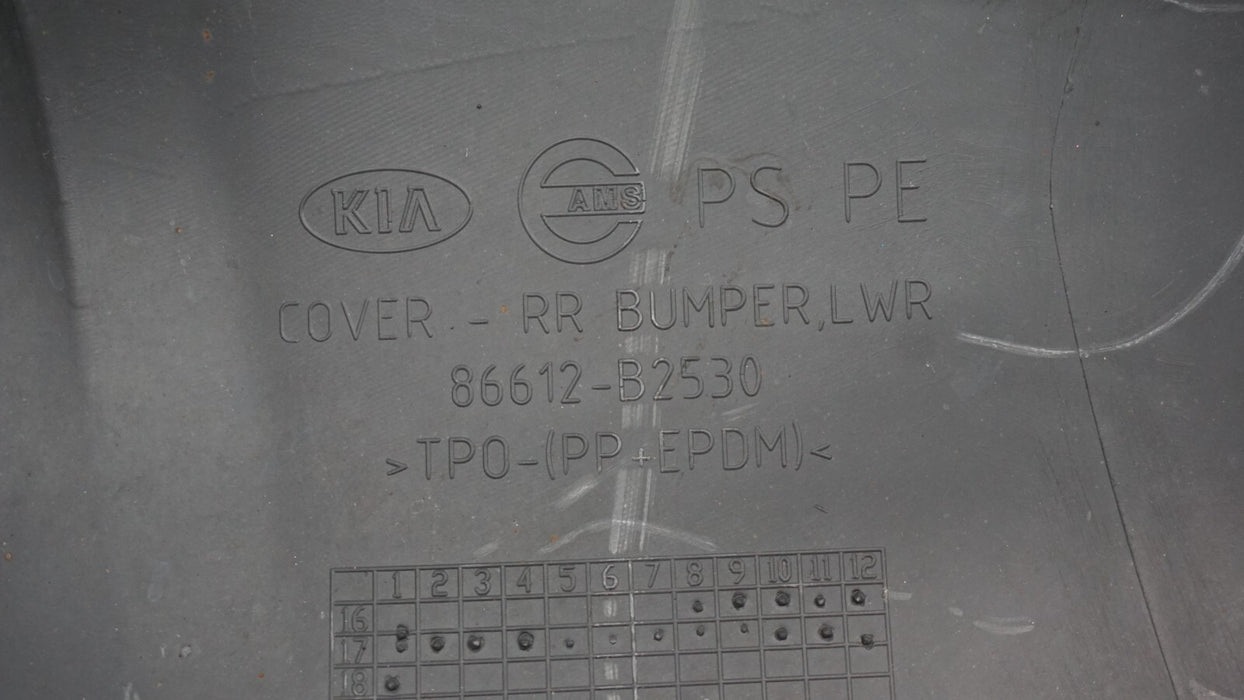 KIA AMS PS PE
COVER - RR BUMPER,LWR
86612-B2530
>TPO-(PP+EPDM)<
1 2 3 4 5 6 7 8 9 10 11 12
16
17
18